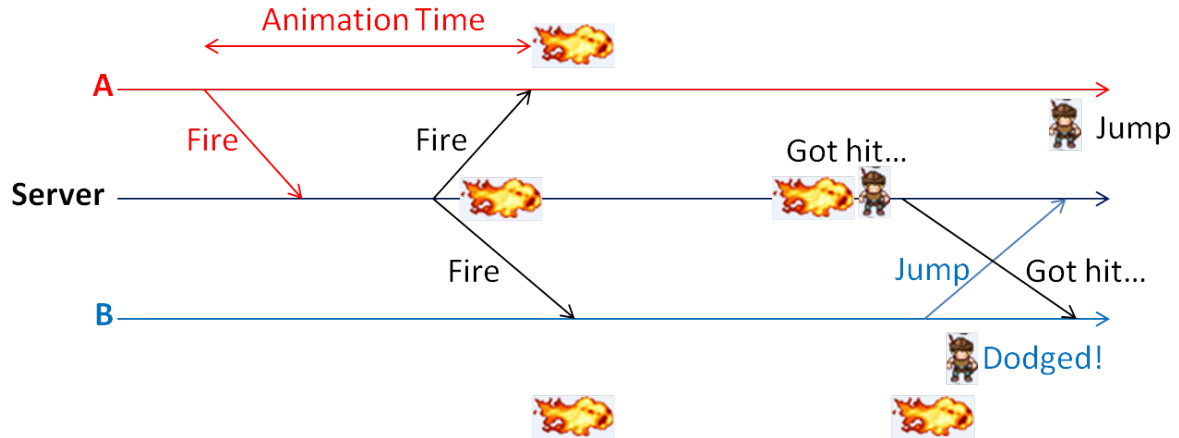 Animation Time
A
Fire
Fire
Jump
Got hit...
Server
Fire
Jump
Got hit...
B
Dodged!